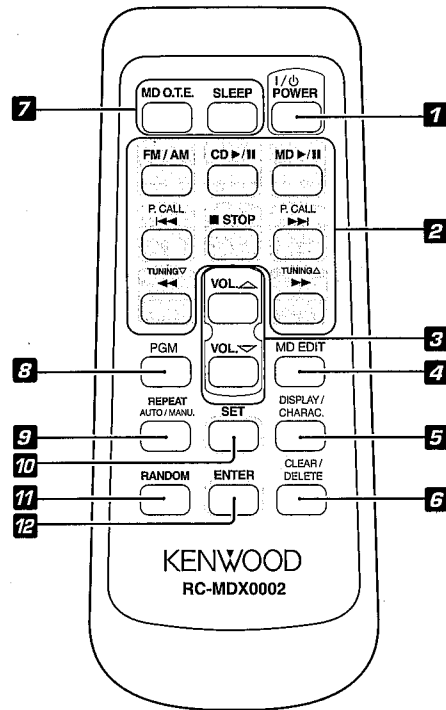 7
MD O.T.E.
SLEEP
I/⏻
POWER
1
FM / AM
CD ►/II
MD ►/II
P. CALL
|◄◄
■ STOP
P. CALL
►►|
2
TUNING▽
◄◄
VOL.△
TUNING△
►►
3
VOL.▽
8
PGM
MD EDIT
4
9
REPEAT
AUTO / MANU.
SET
DISPLAY /
CHARAC.
5
10
11
RANDOM
ENTER
CLEAR /
DELETE
6
12
KENWOOD
RC-MDX0002